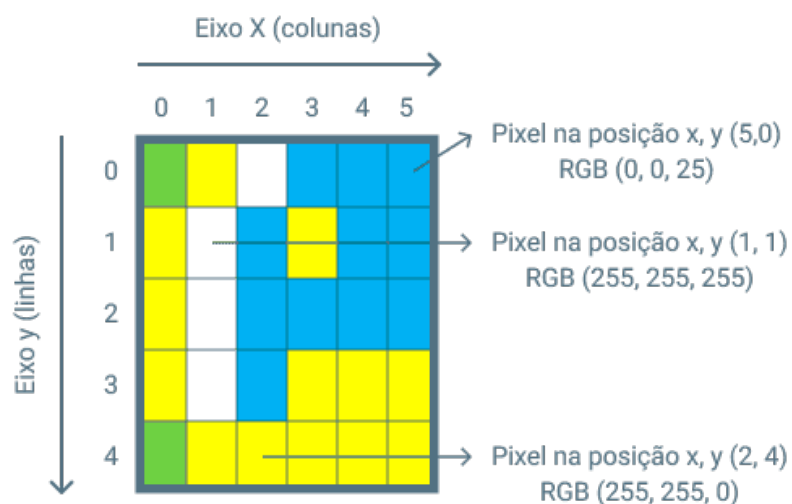 Eixo X (colunas)
0 1 2 3 4 5
Eixo y (linhas)
0
1
2
3
4
Pixel na posição x, y (5,0)
RGB (0, 0, 25)
Pixel na posição x, y (1, 1)
RGB (255, 255, 255)
Pixel na posição x, y (2, 4)
RGB (255, 255, 0)